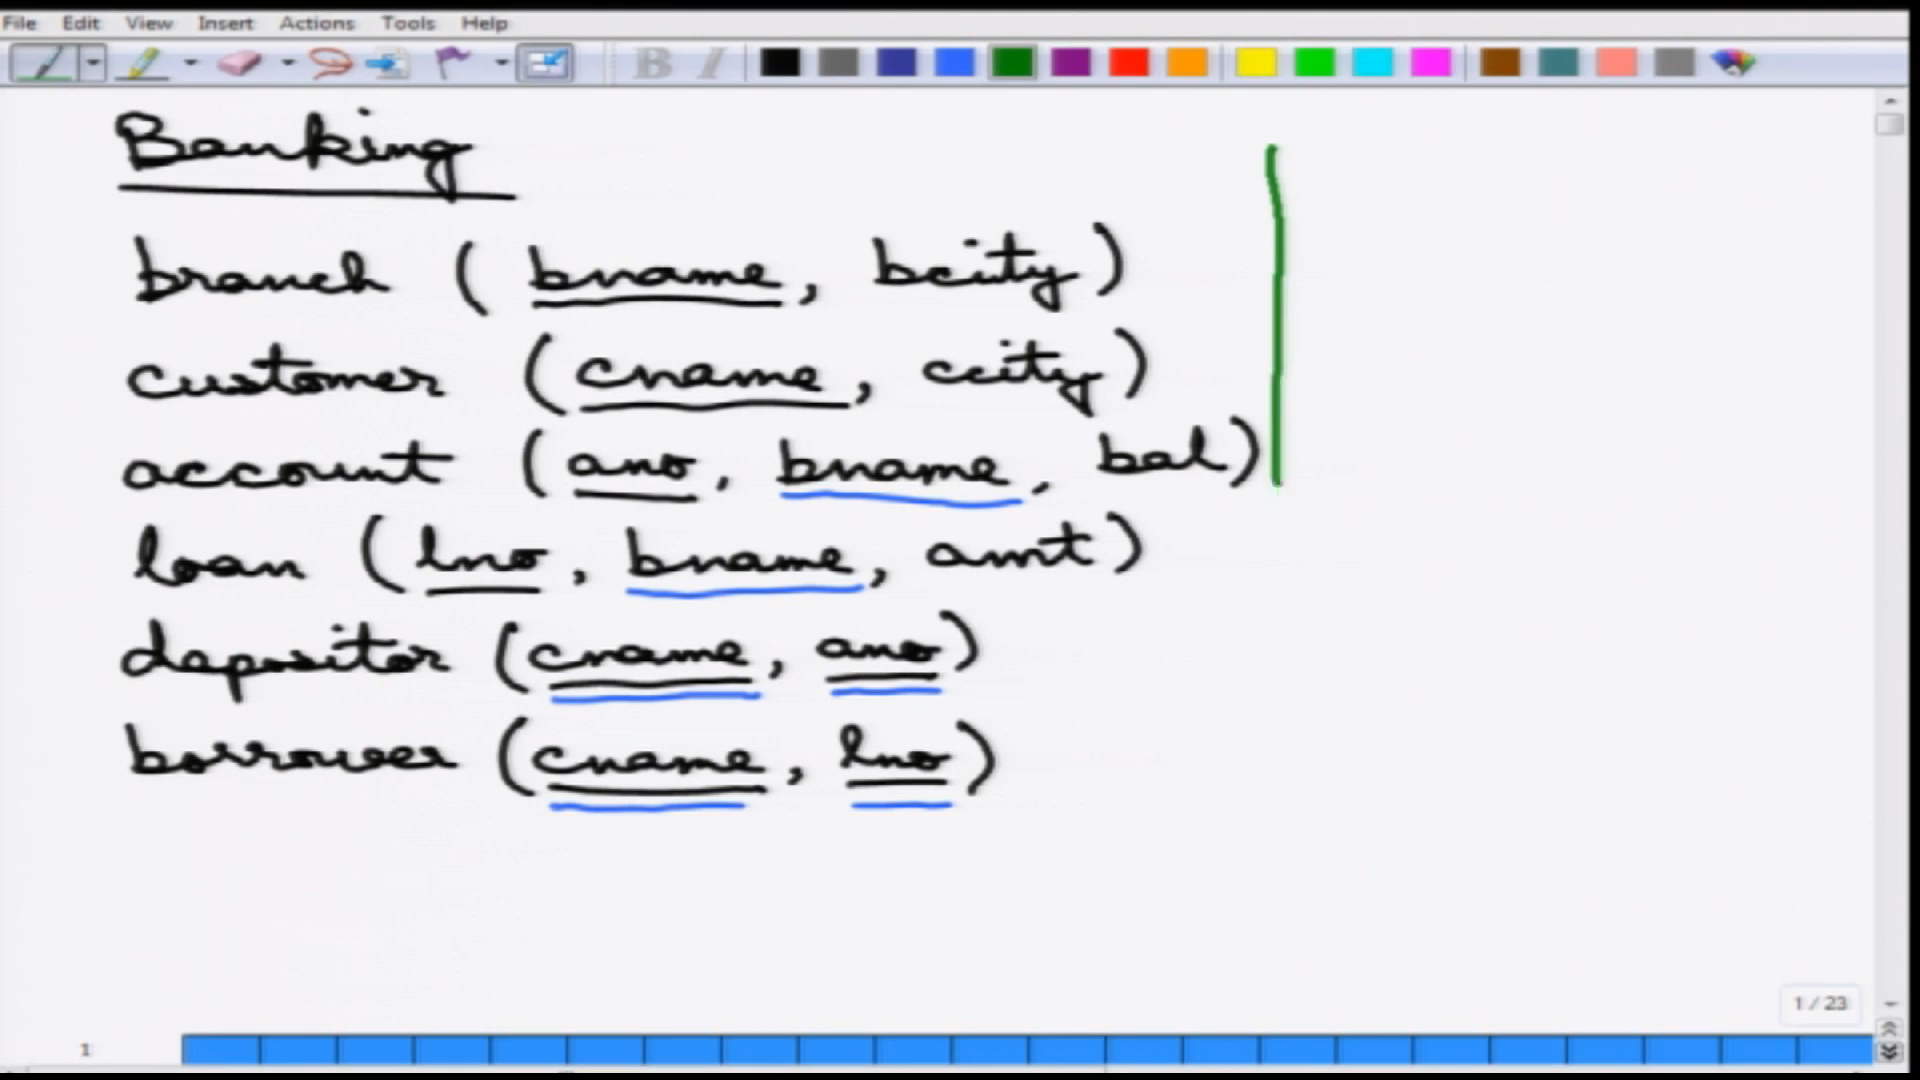 File Edit View Insert Actions Tools Help
B I
Banking
branch ( bname, bcity)
customer (cname, ccity)
account (ano, bname, bal)
loan (lno, bname, amt)
depositor (cname, ano)
borrower (cname, lno)
1 / 23
1